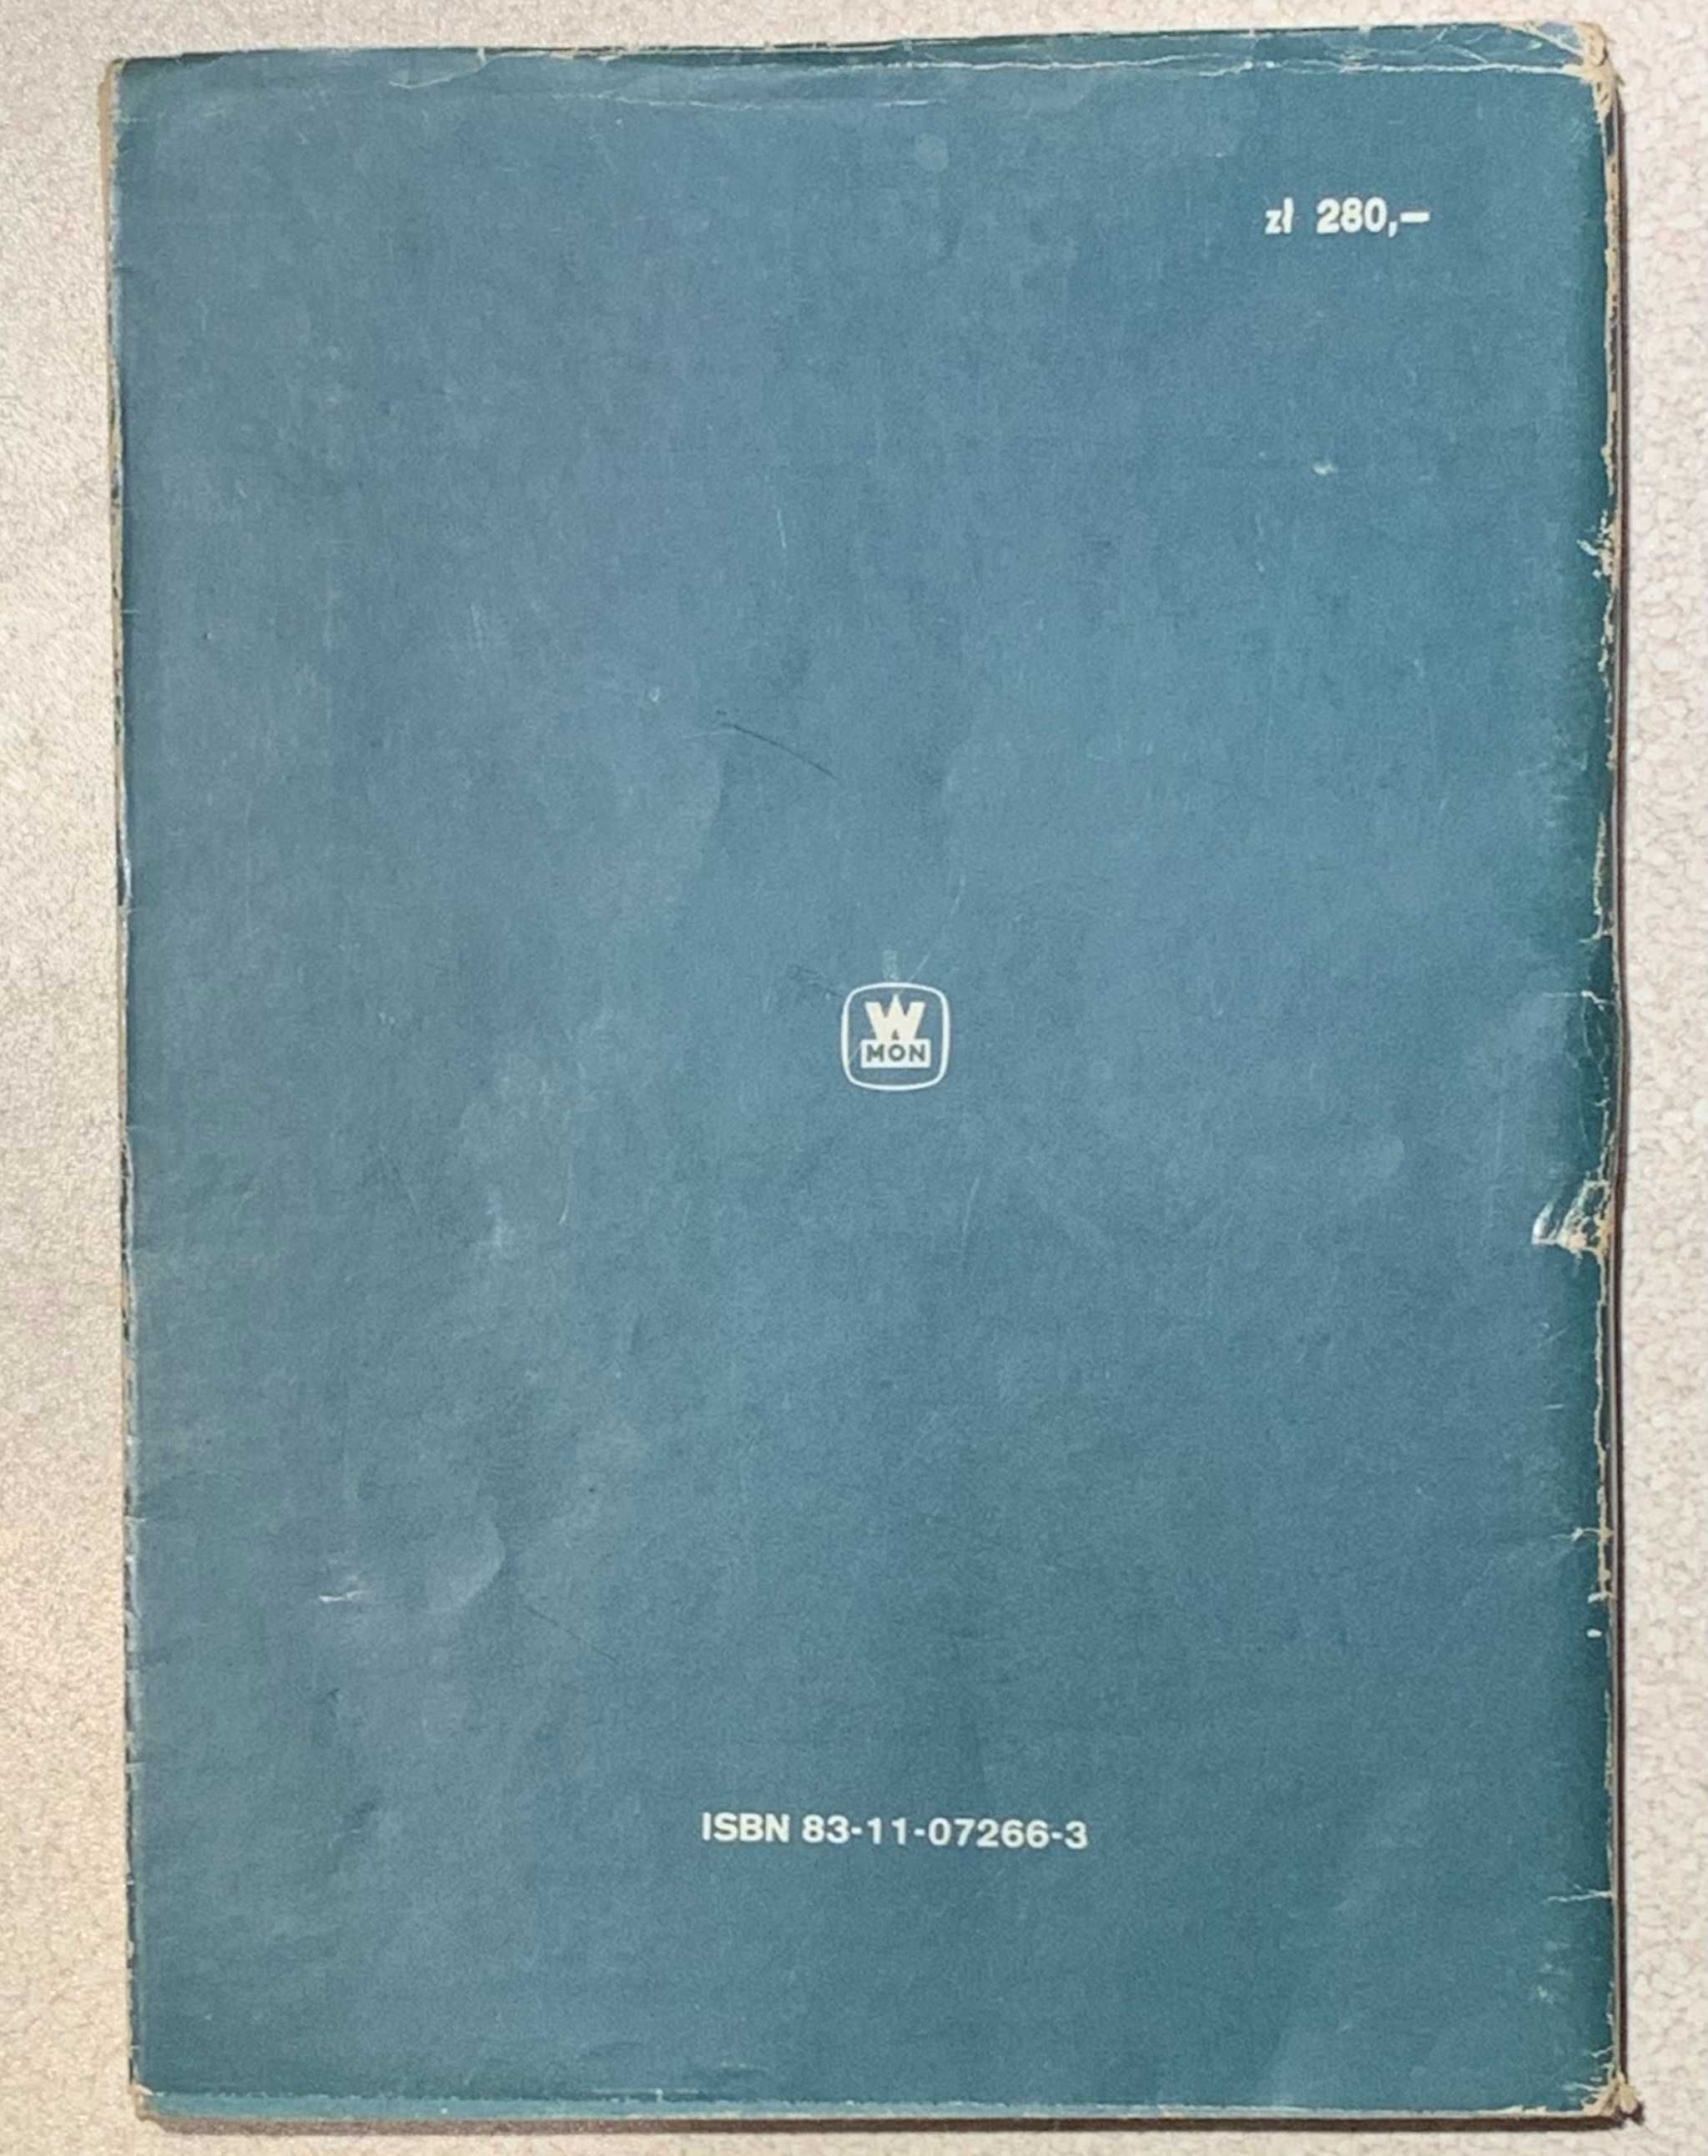 zł 280,—
W
MON
ISBN 83-11-07266-3